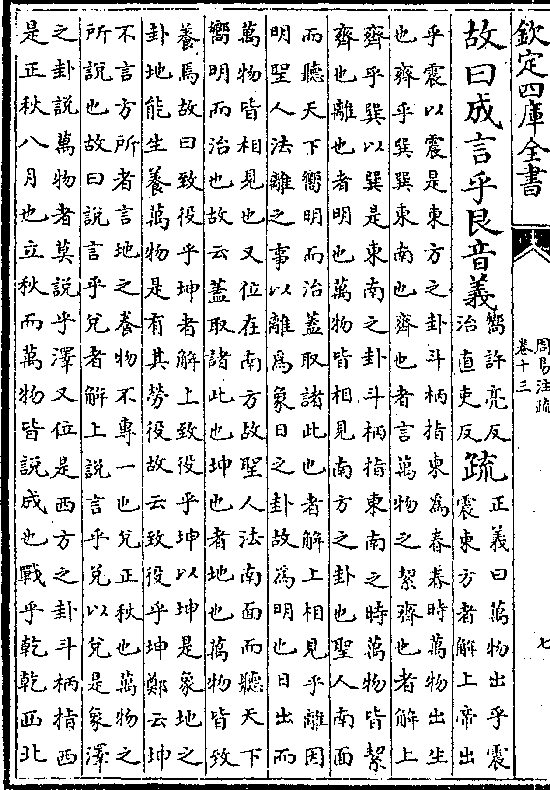 欽定四庫全書
周易注疏
卷十三
七
故曰成言乎艮音義
嚮許亮反
治直吏反
疏
正義曰萬物出乎震
震東方者解上帝出
乎震以震是東方之卦斗柄指東為春春時萬物出生
也齊乎巽巽東南也齊也者言萬物之絜齊也者解上
齊乎巽以巽是東南之卦斗柄指東南之時萬物皆絜
齊也離也者明也萬物皆相見南方之卦也聖人南面
而聽天下嚮明而治蓋取諸此也者解上相見乎離因
明聖人法離之事以離為象日之卦故為明也日出而
萬物皆相見也又位在南方故聖人法南面而聽天下
嚮明而治也故云蓋取諸此也坤也者地也萬物皆致
養焉故曰致役乎坤者解上致役乎坤以坤是象地之
卦地能生養萬物是有其勞役故云致役乎坤鄭云坤
不言方所者言地之養物不專一也兌正秋也萬物之
所說也故曰說言乎兌者解上說言乎兌以兌是象澤
之卦說萬物者莫說乎澤又位是西方之卦斗柄指西
是正秋八月也立秋而萬物皆說成也戰乎乾乾西北